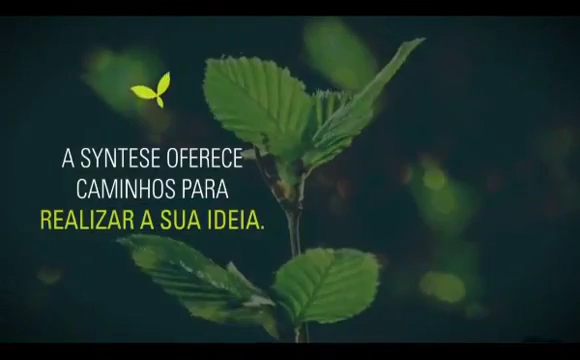 A SYNTESE OFERECE
CAMINHOS PARA
REALIZAR A SUA IDEIA.